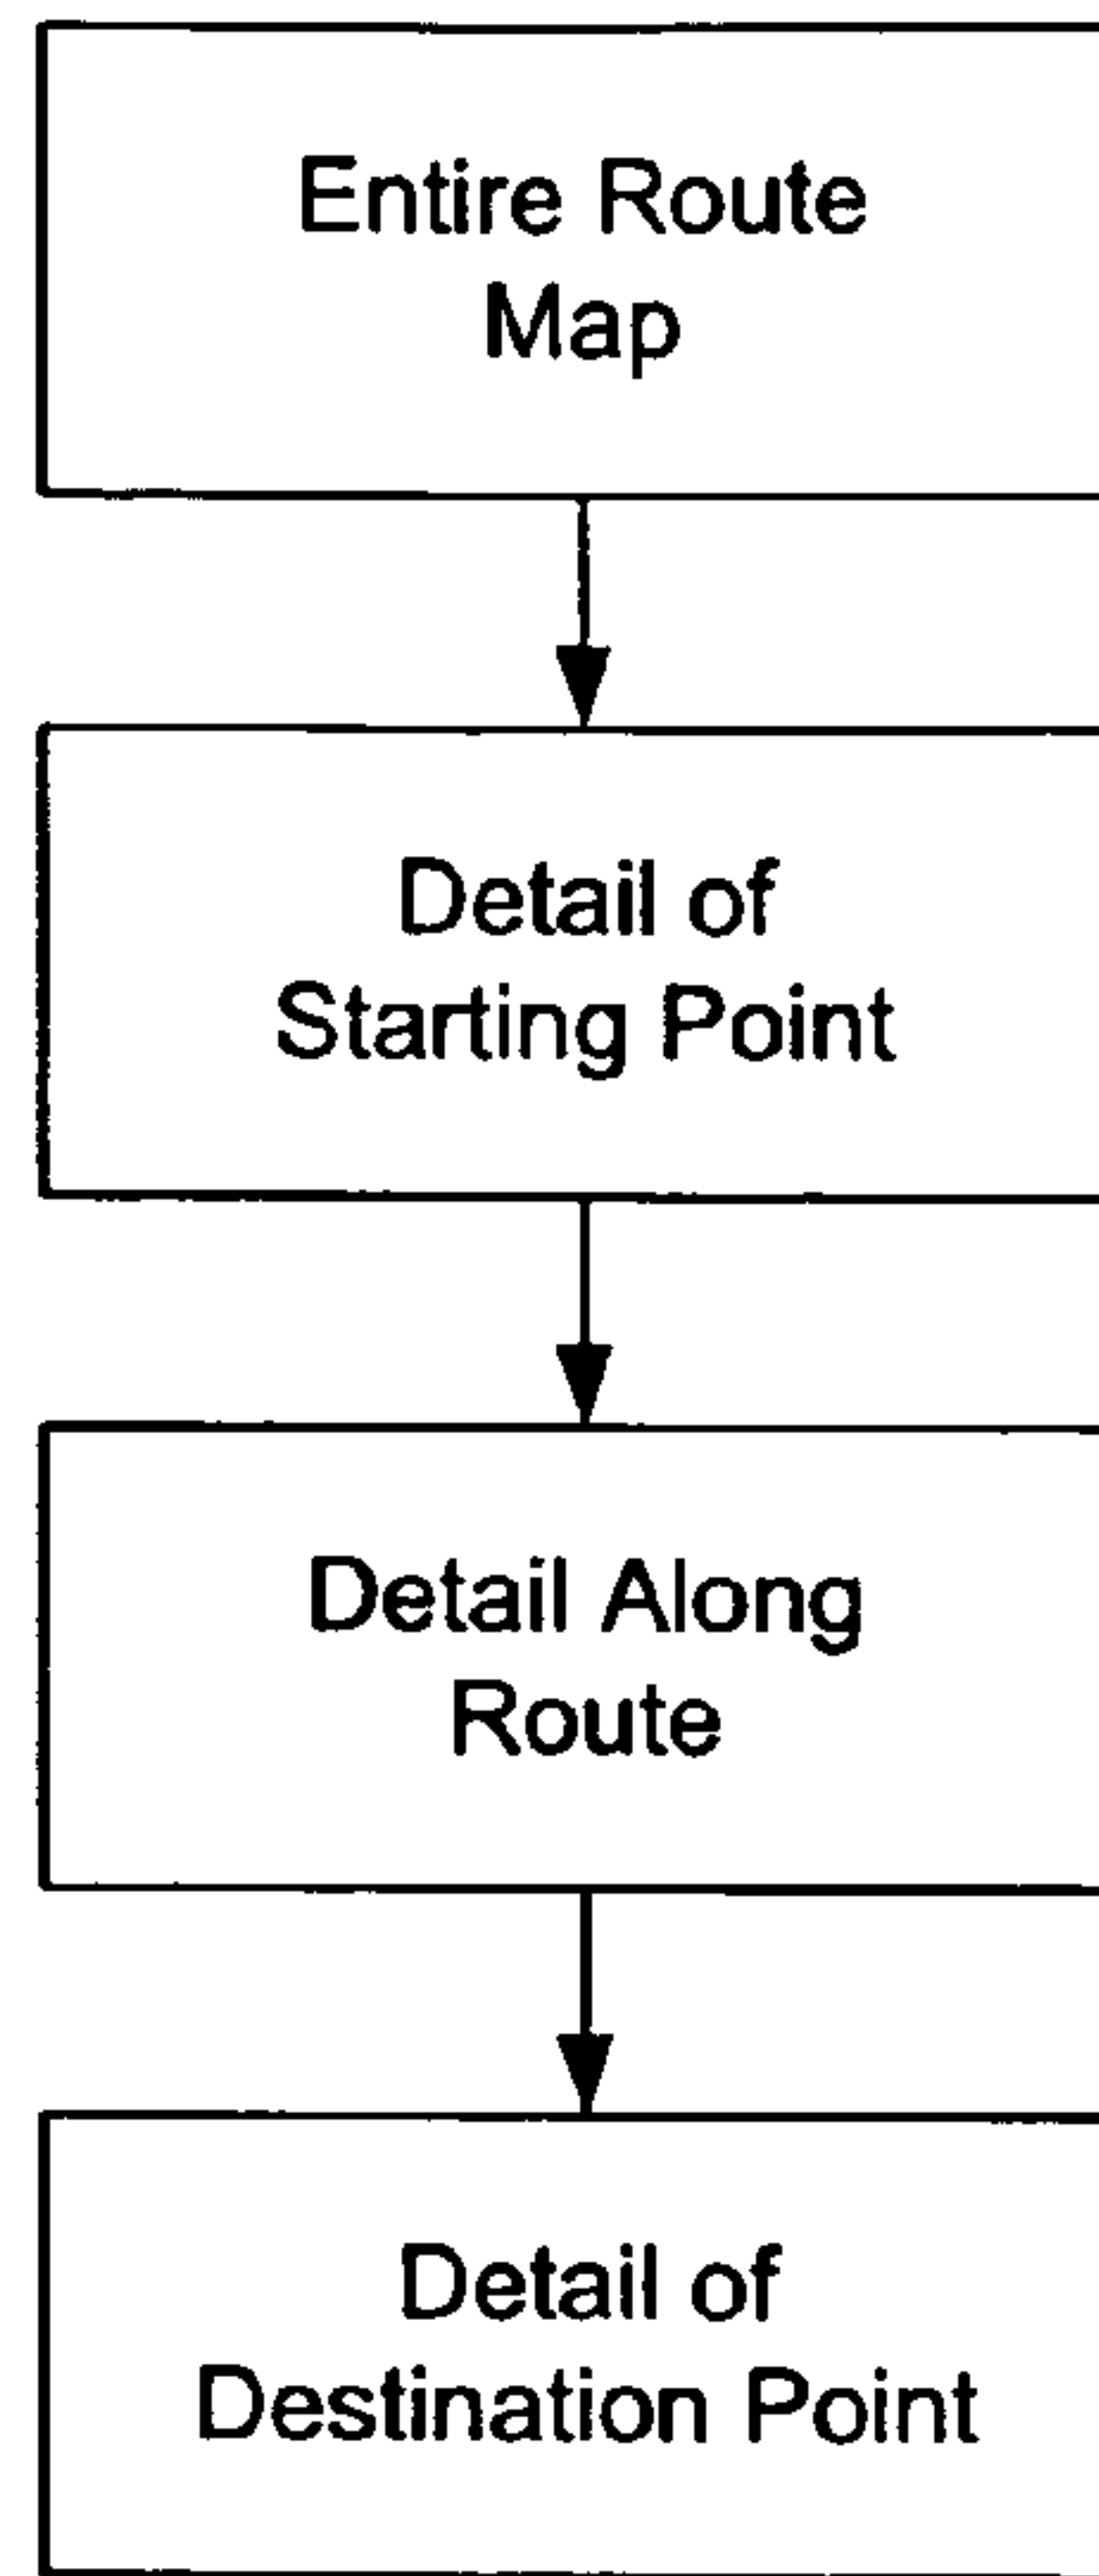 Entire Route
Map
Detail of
Starting Point
Detail Along
Route
Detail of
Destination Point